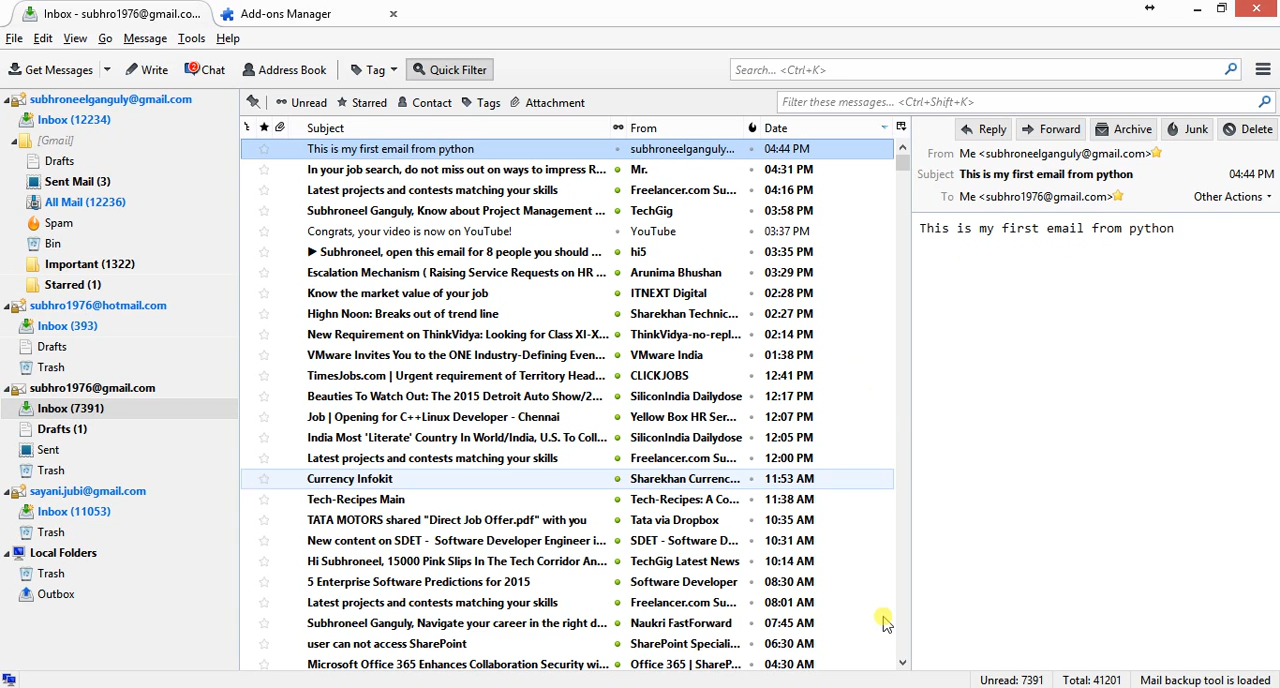 Inbox - subhro1976@gmail.co...
Add-ons Manager
File Edit View Go Message Tools Help
Get Messages Write Chat Address Book Tag Quick Filter Search... <Ctrl+K>
subhroneelganguly@gmail.com
Inbox (12234)
[Gmail]
Drafts
Sent Mail (3)
All Mail (12236)
Spam
Bin
Important (1322)
Starred (1)
subhro1976@hotmail.com
Inbox (393)
Drafts
Trash
subhro1976@gmail.com
Inbox (7391)
Drafts (1)
Sent
Trash
sayani.jubi@gmail.com
Inbox (11053)
Trash
Local Folders
Trash
Outbox
Unread Starred Contact Tags Attachment Filter these messages... <Ctrl+Shift+K>
Subject From Date
This is my first email from python subhroneelganguly... 04:44 PM
In your job search, do not miss out on ways to impress R... Mr. 04:31 PM
Latest projects and contests matching your skills Freelancer.com Su... 04:16 PM
Subhroneel Ganguly, Know about Project Management ... TechGig 03:58 PM
Congrats, your video is now on YouTube! YouTube 03:37 PM
► Subhroneel, open this email for 8 people you should ... hi5 03:35 PM
Escalation Mechanism ( Raising Service Requests on HR ... Arunima Bhushan 03:29 PM
Know the market value of your job ITNEXT Digital 02:28 PM
Highn Noon: Breaks out of trend line Sharekhan Technic... 02:27 PM
New Requirement on ThinkVidya: Looking for Class XI-X... ThinkVidya-no-repl... 02:14 PM
VMware Invites You to the ONE Industry-Defining Even... VMware India 01:38 PM
TimesJobs.com | Urgent requirement of Territory Head... CLICKJOBS 12:41 PM
Beauties To Watch Out: The 2015 Detroit Auto Show/2... SiliconIndia Dailydose 12:17 PM
Job | Opening for C++Linux Developer - Chennai Yellow Box HR Ser... 12:07 PM
India Most 'Literate' Country In World/India, U.S. To Coll... SiliconIndia Dailydose 12:05 PM
Latest projects and contests matching your skills Freelancer.com Su... 12:00 PM
Currency Infokit Sharekhan Currenc... 11:53 AM
Tech-Recipes Main Tech-Recipes: A Co... 11:38 AM
TATA MOTORS shared "Direct Job Offer.pdf" with you Tata via Dropbox 10:35 AM
New content on SDET - Software Developer Engineer i... SDET - Software D... 10:31 AM
Hi Subhroneel, 15000 Pink Slips In The Tech Corridor An... TechGig Latest News 10:14 AM
5 Enterprise Software Predictions for 2015 Software Developer 08:30 AM
Latest projects and contests matching your skills Freelancer.com Su... 08:01 AM
Subhroneel Ganguly, Navigate your career in the right d... Naukri FastForward 07:45 AM
user can not access SharePoint SharePoint Speciali... 06:30 AM
Microsoft Office 365 Enhances Collaboration Security wi... Office 365 | ShareP... 04:30 AM
Reply Forward Archive Junk Delete
From Me <subhroneelganguly@gmail.com>
Subject This is my first email from python 04:44 PM
To Me <subhro1976@gmail.com> Other Actions
This is my first email from python
Unread: 7391 Total: 41201 Mail backup tool is loaded